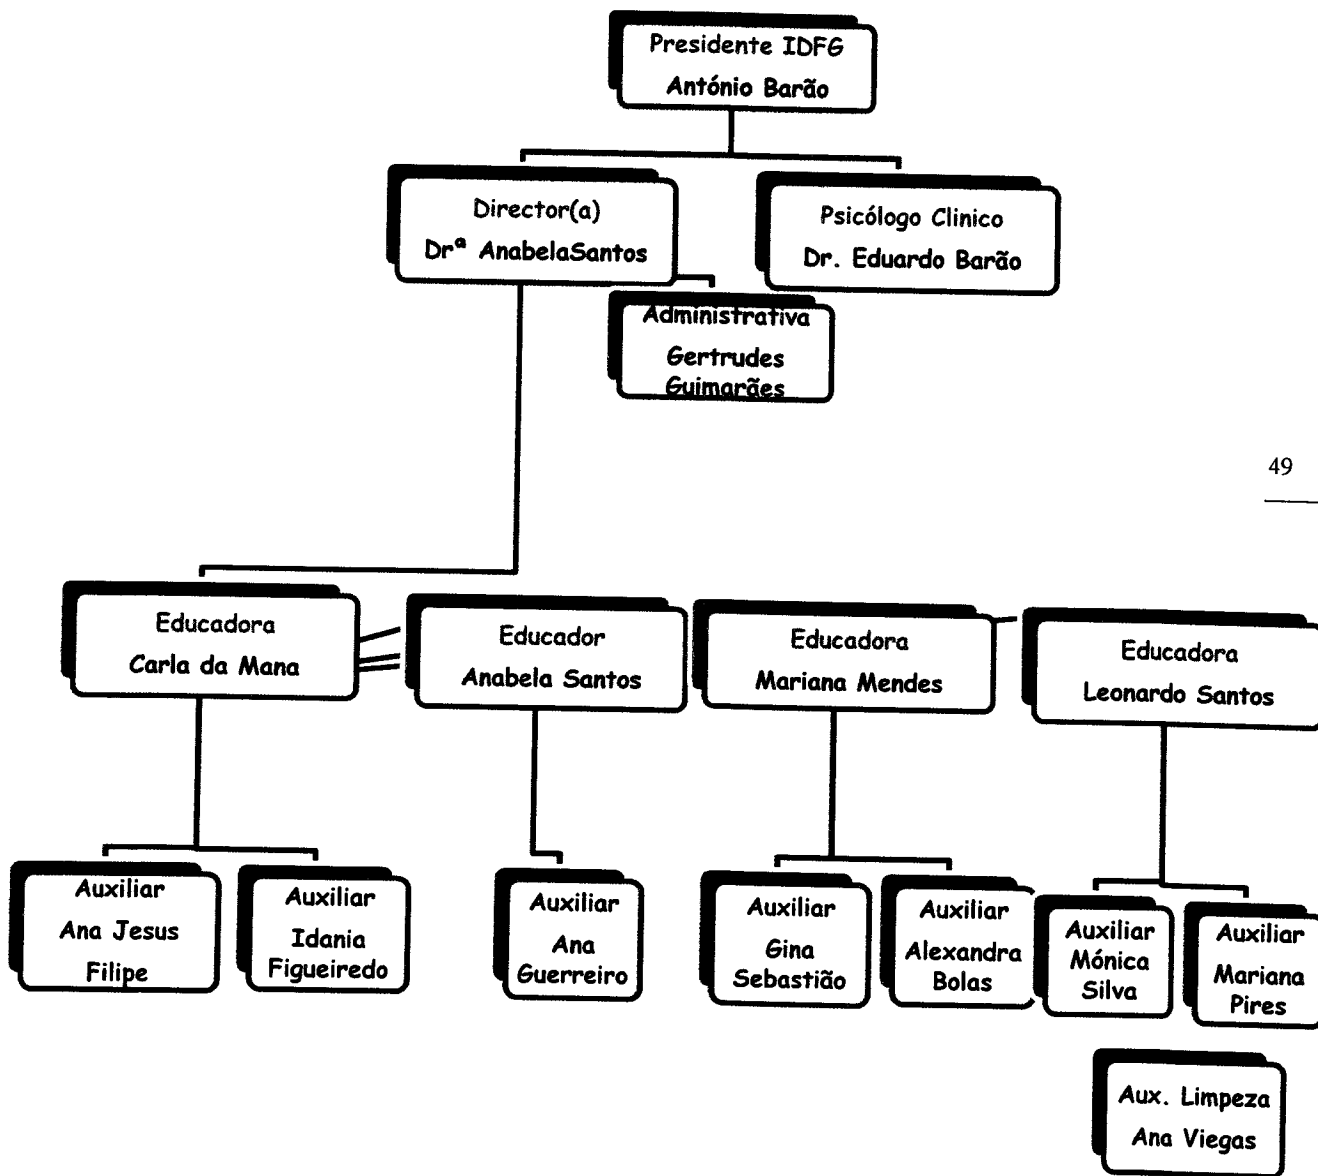 Presidente IDFG
António Barão
Director(a)
Drª AnabelaSantos
Psicólogo Clinico
Dr. Eduardo Barão
Administrativa
Gertrudes
Guimarães
49
Educadora
Carla da Mana
Educador
Anabela Santos
Educadora
Mariana Mendes
Educadora
Leonardo Santos
Auxiliar
Ana Jesus
Filipe
Auxiliar
Idania
Figueiredo
Auxiliar
Ana
Guerreiro
Auxiliar
Gina
Sebastião
Auxiliar
Alexandra
Bolas
Auxiliar
Mónica
Silva
Auxiliar
Mariana
Pires
Aux. Limpeza
Ana Viegas